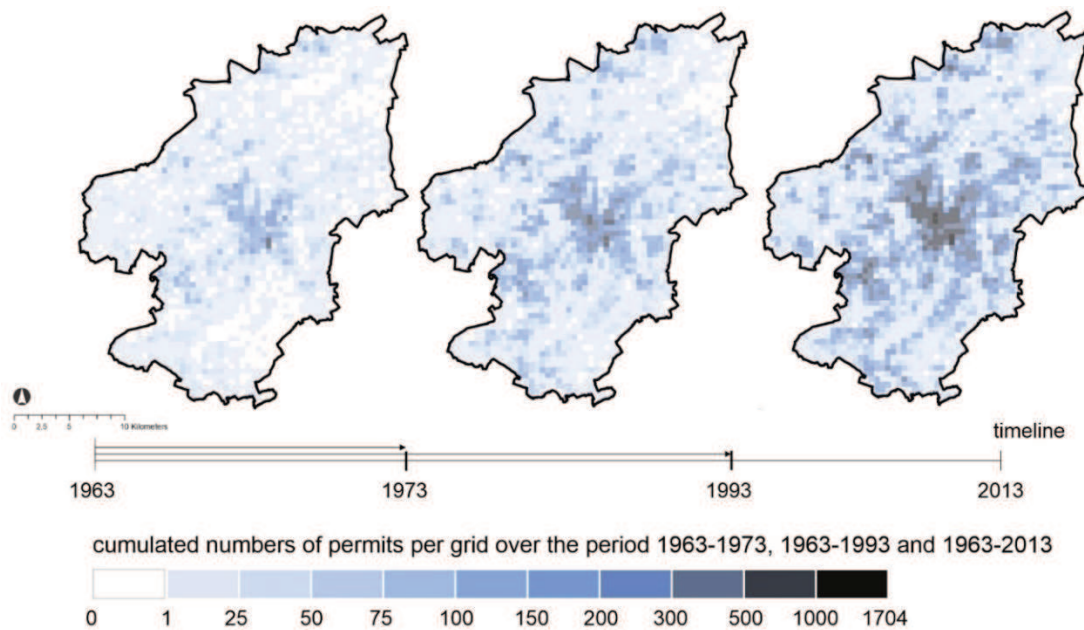 0 2,5 5 10 Kilometers
timeline
1963 1973 1993 2013
cumulated numbers of permits per grid over the period 1963-1973, 1963-1993 and 1963-2013
0 1 25 50 75 100 150 200 300 500 1000 1704